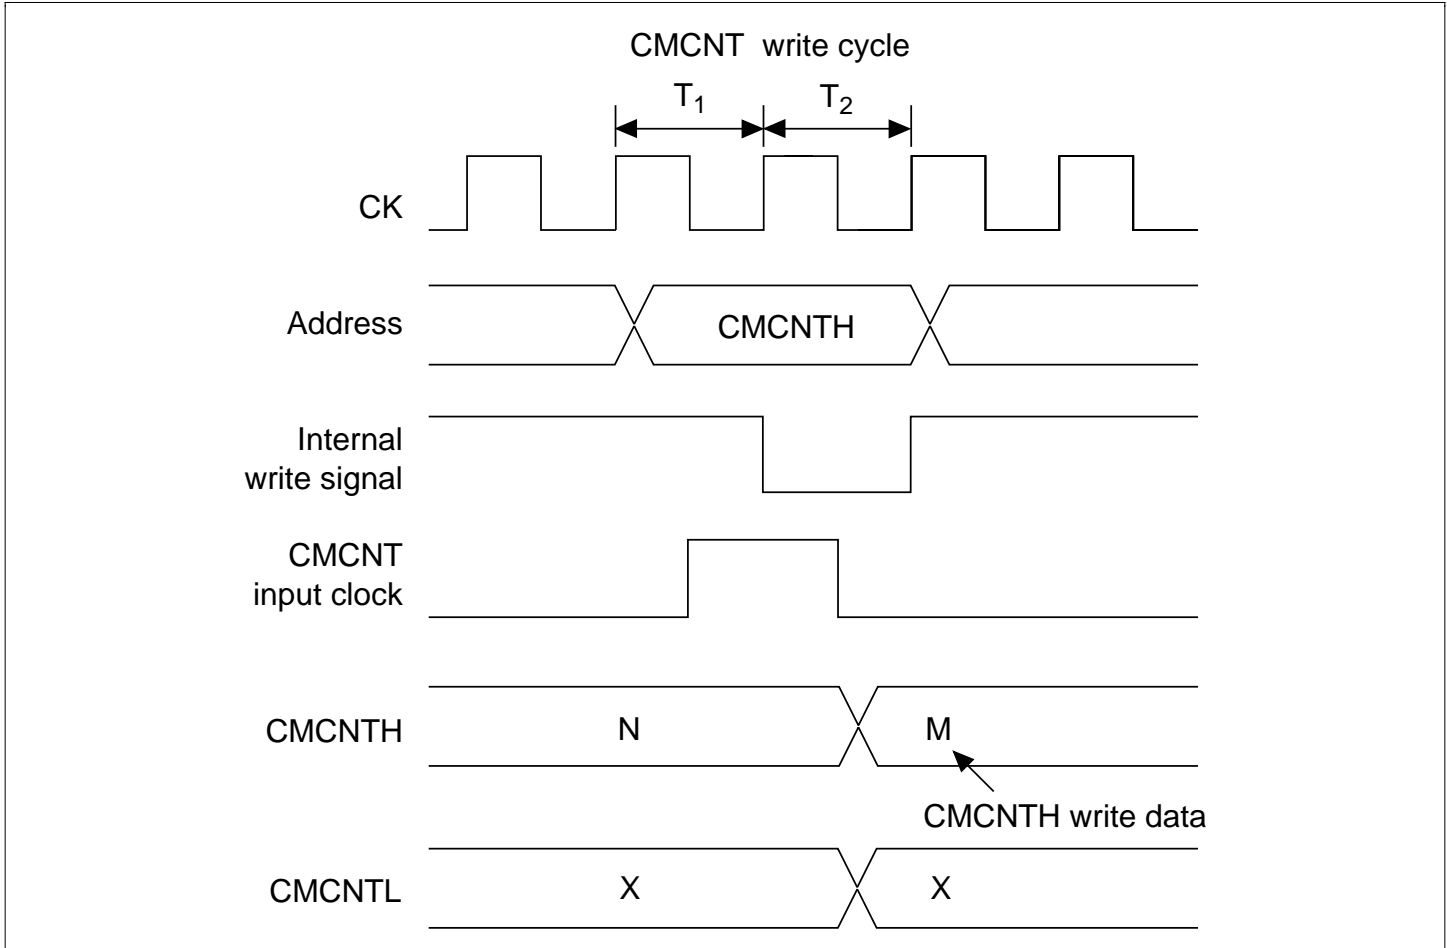 CMCNT write cycle
T1 T2
CK
Address
CMCNTH
Internal
write signal
CMCNT
input clock
CMCNTH
N
M
CMCNTH write data
CMCNTL
X
X